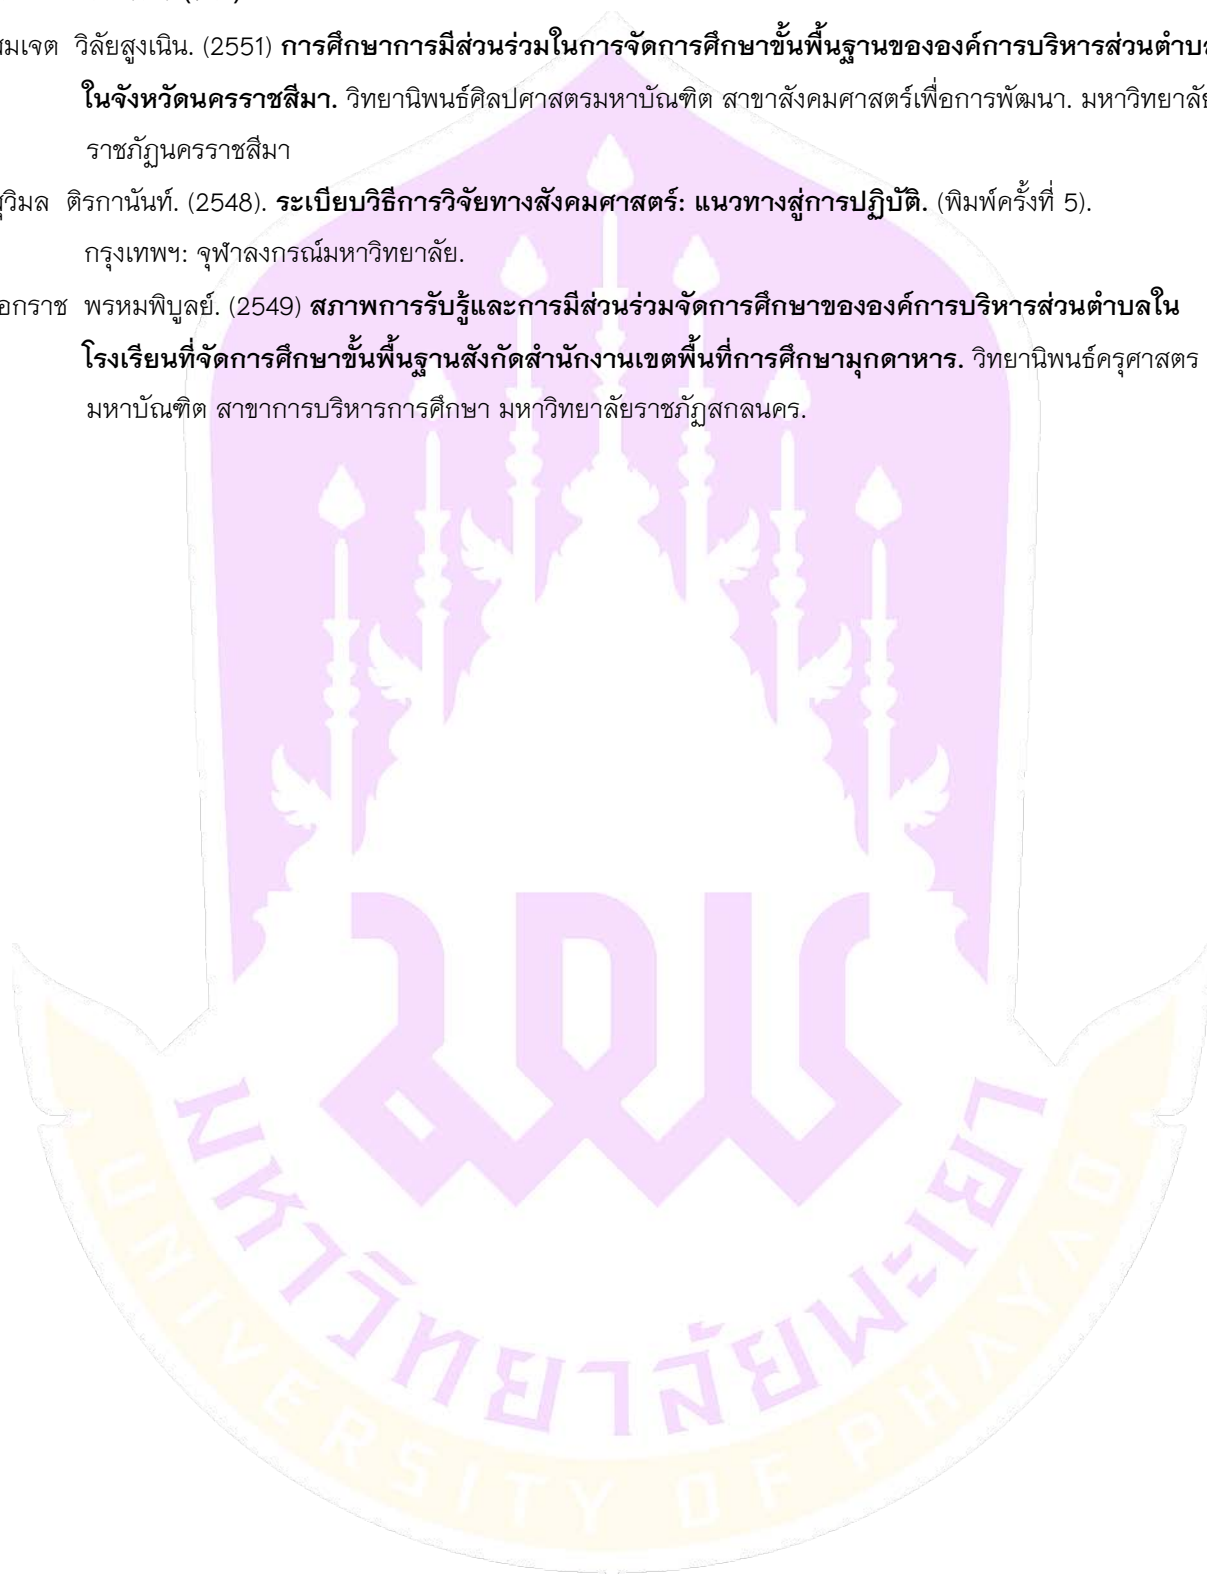 สมเจต วิลัยสูงเนิน. (2551) การศึกษาการมีส่วนร่วมในการจัดการศึกษาขั้นพื้นฐานขององค์การบริหารส่วนตำบล
ในจังหวัดนครราชสีมา. วิทยานิพนธ์ศิลปศาสตรมหาบัณฑิต สาขาสังคมศาสตร์เพื่อการพัฒนา. มหาวิทยาลัย
ราชภัฏนครราชสีมา
สุวิมล ติรกานันท์. (2548). ระเบียบวิธีการวิจัยทางสังคมศาสตร์: แนวทางสู่การปฏิบัติ. (พิมพ์ครั้งที่ 5).
กรุงเทพฯ: จุฬาลงกรณ์มหาวิทยาลัย.
อกราช พรหมพิบูลย์. (2549) สภาพการรับรู้และการมีส่วนร่วมจัดการศึกษาขององค์การบริหารส่วนตำบลใน
โรงเรียนที่จัดการศึกษาขั้นพื้นฐานสังกัดสำนักงานเขตพื้นที่การศึกษามุกดาหาร. วิทยานิพนธ์ครุศาสตร
มหาบัณฑิต สาขาการบริหารการศึกษา มหาวิทยาลัยราชภัฏสกลนคร.
มหาวิทยาลัยพะเยา
UNIVERSITY OF PHAYAO